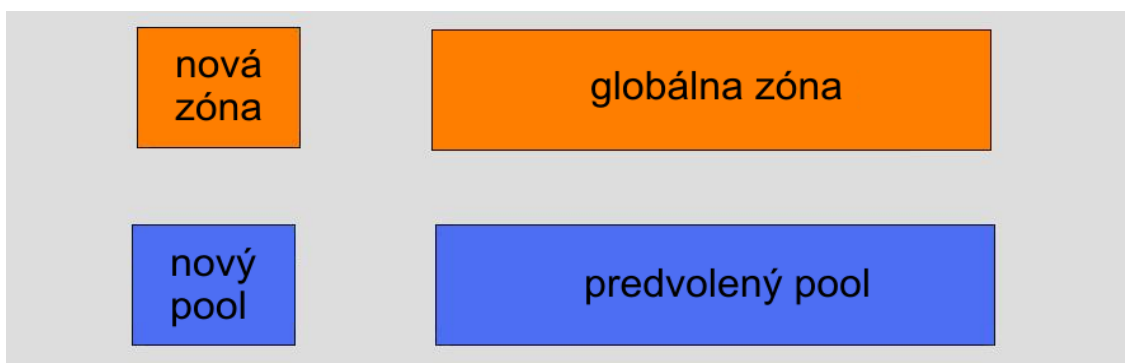 nová
zóna
globálna zóna
nový
pool
predvolený pool